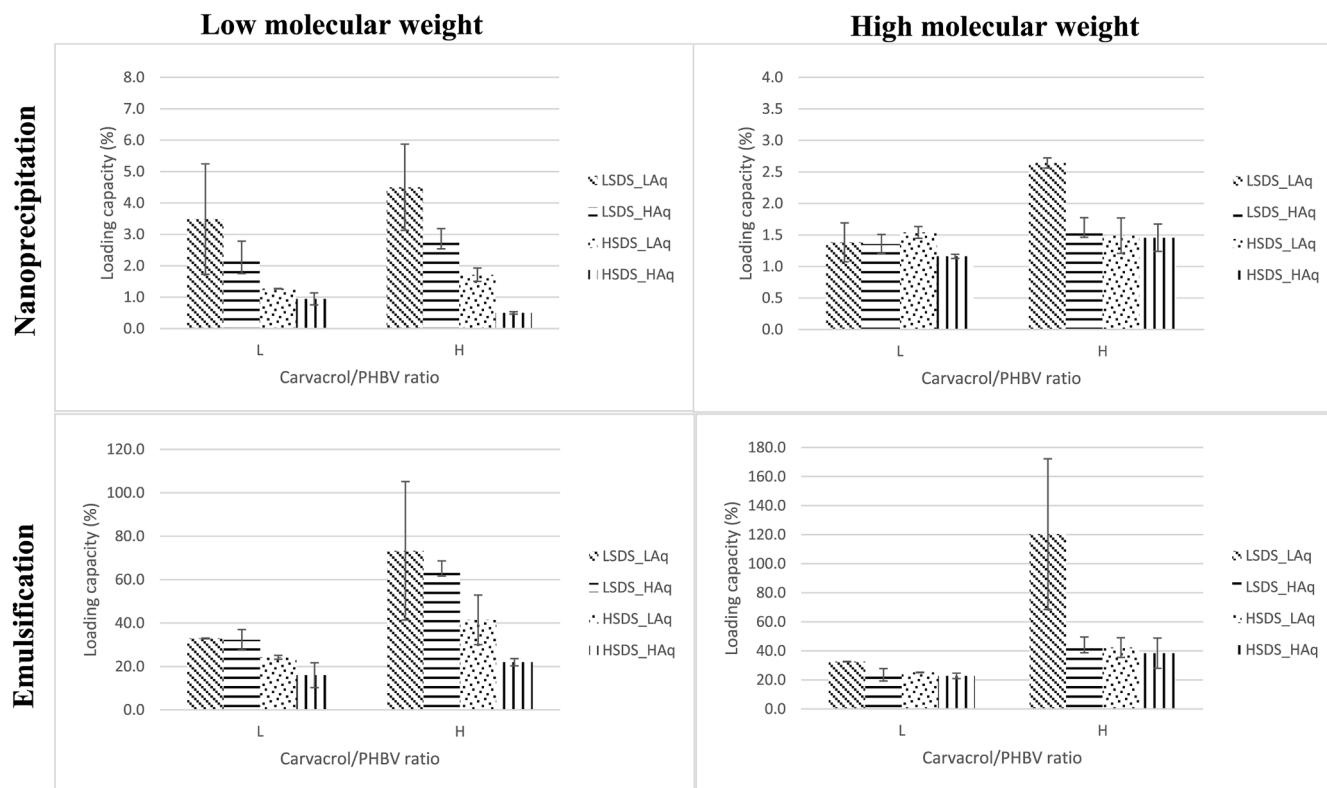 Low molecular weight
High molecular weight
Nanoprecipitation
Loading capacity (%)
8.0
7.0
6.0
5.0
4.0
3.0
2.0
1.0
0.0
L
H
Carvacrol/PHBV ratio
LSDS_LAq
LSDS_HAq
HSDS_LAq
HSDS_HAq
Loading capacity (%)
4.0
3.5
3.0
2.5
2.0
1.5
1.0
0.5
0.0
L
H
Carvacrol/PHBV ratio
LSDS_LAq
LSDS_HAq
HSDS_LAq
HSDS_HAq
Emulsification
Loading capacity (%)
120.0
100.0
80.0
60.0
40.0
20.0
0.0
L
H
Carvacrol/PHBV ratio
LSDS_LAq
LSDS_HAq
HSDS_LAq
HSDS_HAq
Loading capacity (%)
180.0
160.0
140.0
120.0
100.0
80.0
60.0
40.0
20.0
0.0
L
H
Carvacrol/PHBV ratio
LSDS_LAq
LSDS_HAq
HSDS_LAq
HSDS_HAq